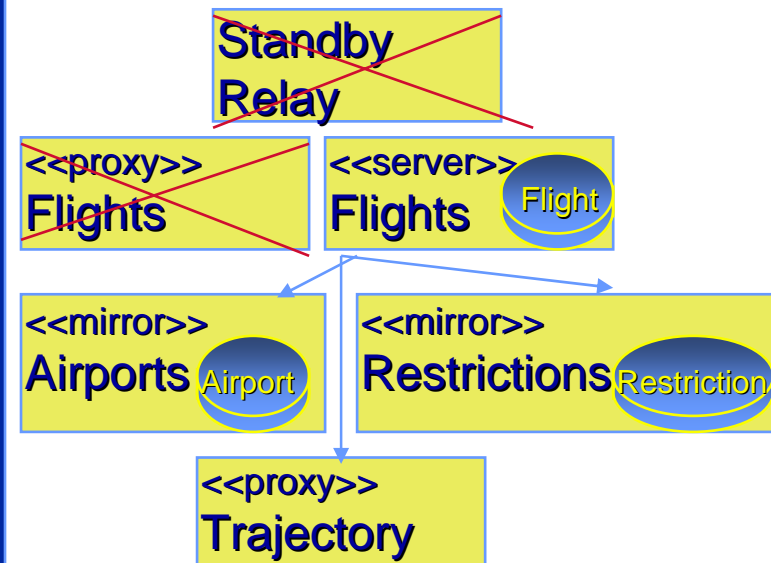 Standby
Relay
<<proxy>>
Flights
<<server>>
Flights
Flight
<<mirror>>
Airports
Airport
<<mirror>>
Restrictions
Restriction
<<proxy>>
Trajectory